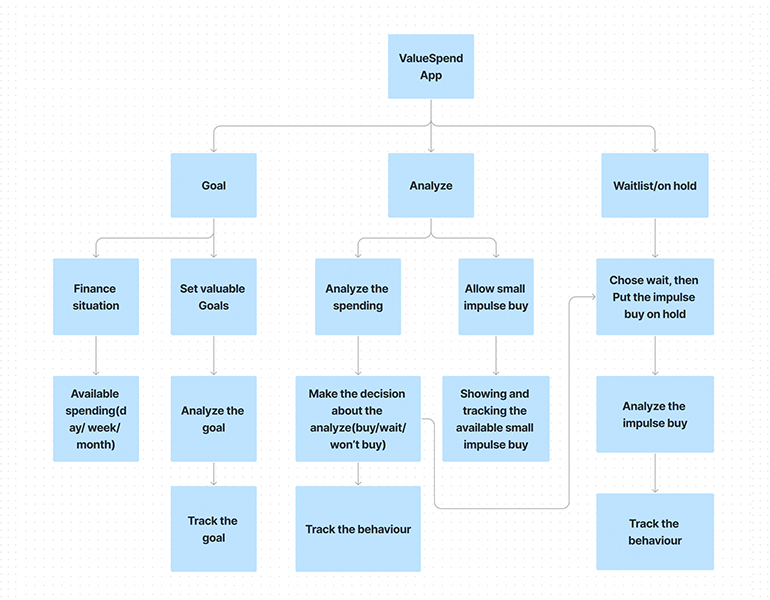 ValueSpend
App
Goal
Analyze
Waitlist/on hold
Finance
situation
Set valuable
Goals
Analyze the
spending
Allow small
impulse buy
Chose wait, then
Put the impulse
buy on hold
Available
spending(d
ay/ week/
month)
Analyze the
goal
Make the decision
about the
analyze(buy/wait/
won't buy)
Showing and
tracking the
available small
impulse buy
Analyze the
impulse buy
Track the
goal
Track the behaviour
Track the
behaviour